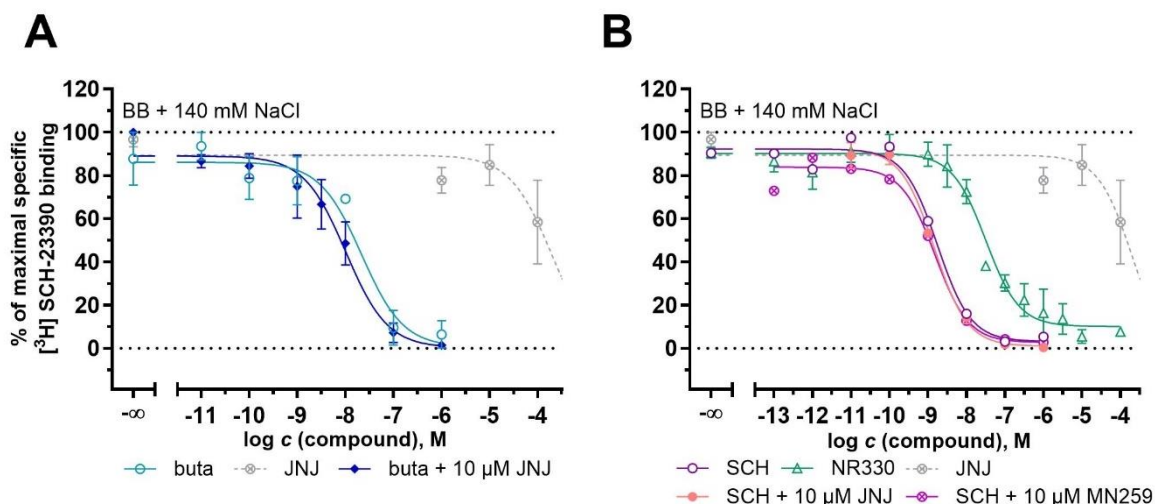 A
% of maximal specific
[³H] SCH-23390 binding
BB + 140 mM NaCl
120
100
80
60
40
20
0
-∞ -11 -10 -9 -8 -7 -6 -5 -4
log c (compound), M
buta JNJ buta + 10 µM JNJ
B
BB + 140 mM NaCl
120
100
80
60
40
20
0
-∞ -13 -12 -11 -10 -9 -8 -7 -6 -5 -4
log c (compound), M
SCH NR330 JNJ
SCH + 10 µM JNJ SCH + 10 µM MN259